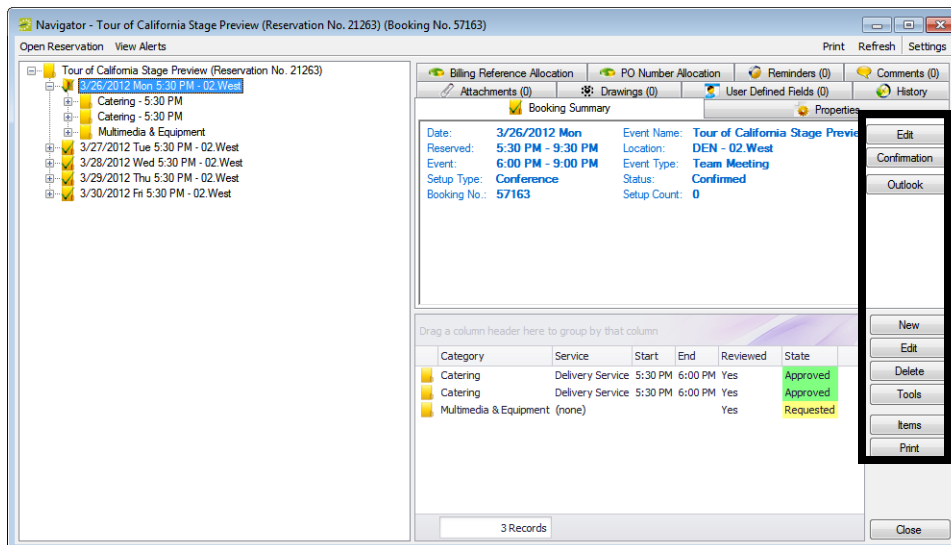 Navigator - Tour of California Stage Preview (Reservation No. 21263) (Booking No. 57163)
Open Reservation View Alerts Print Refresh Settings
Tour of California Stage Preview (Reservation No. 21263)
3/26/2012 Mon 5:30 PM - 02.West
Catering - 5:30 PM
Catering - 5:30 PM
Multimedia & Equipment
3/27/2012 Tue 5:30 PM - 02.West
3/28/2012 Wed 5:30 PM - 02.West
3/29/2012 Thu 5:30 PM - 02.West
3/30/2012 Fri 5:30 PM - 02.West
Billing Reference Allocation PO Number Allocation Reminders (0) Comments (0)
Attachments (0) Drawings (0) User Defined Fields (0) History
Booking Summary Properties
Date: 3/26/2012 Mon Event Name: Tour of California Stage Previe
Reserved: 5:30 PM - 9:30 PM Location: DEN - 02.West
Event: 6:00 PM - 9:00 PM Event Type: Team Meeting
Setup Type: Conference Status: Confirmed
Booking No.: 57163 Setup Count: 0
Edit
Confirmation
Outlook
Drag a column header here to group by that column
Category Service Start End Reviewed State
Catering Delivery Service 5:30 PM 6:00 PM Yes Approved
Catering Delivery Service 5:30 PM 6:00 PM Yes Approved
Multimedia & Equipment (none) Yes Requested
3 Records
New
Edit
Delete
Tools
Items
Print
Close